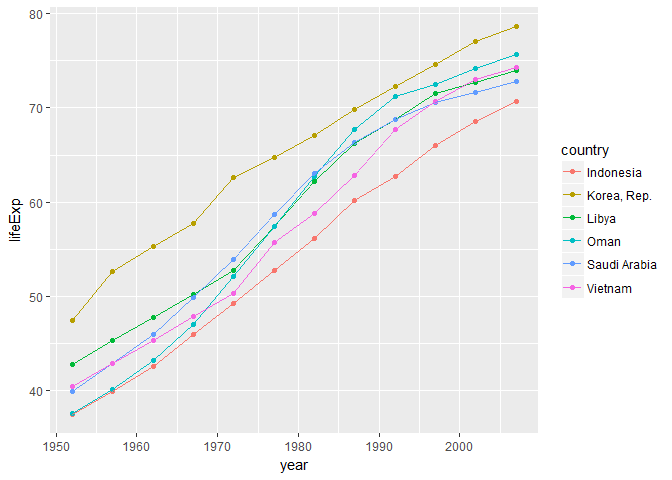 80
70
60
50
40
lifeExp
1950 1960 1970 1980 1990 2000
year
country
Indonesia
Korea, Rep.
Libya
Oman
Saudi Arabia
Vietnam